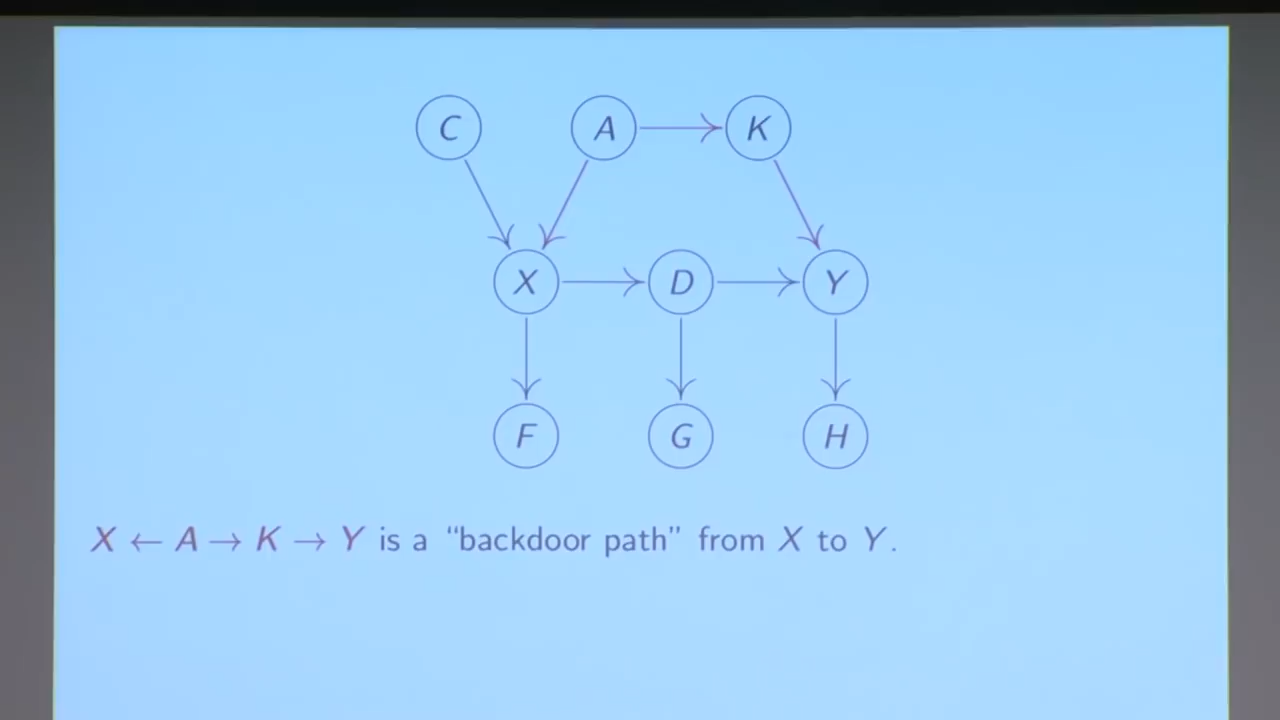 C A K
X D Y
F G H
X ← A → K → Y is a “backdoor path” from X to Y.